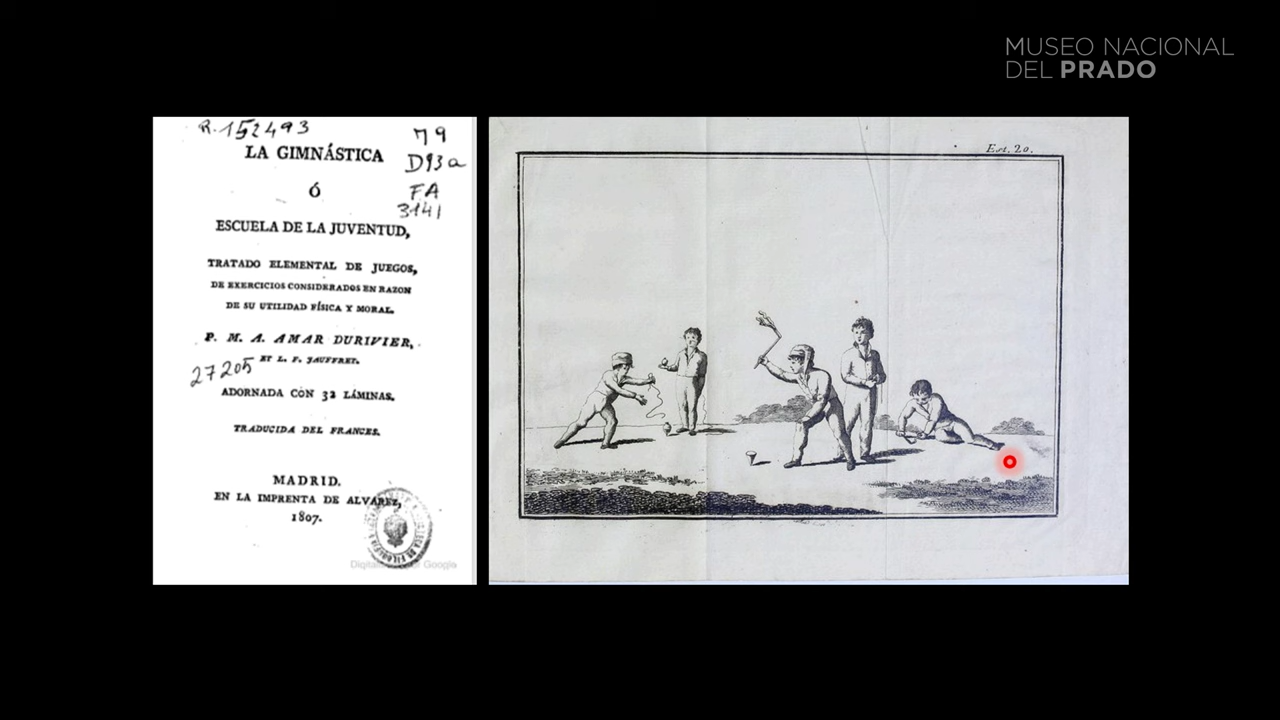 MUSEO NACIONAL
DEL PRADO
R.152493
79
LA GIMNÁSTICA
D93a
Ó
FA
3141
ESCUELA DE LA JUVENTUD,
TRATADO ELEMENTAL DE JUEGOS,
DE EXERCICIOS CONSIDERADOS EN RAZON
DE SU UTILIDAD FÍSICA Y MORAL.
P. M. A. AMAR DURIVIER,
ET L. F. JAUFFRET.
27205
ADORNADA CON 32 LÁMINAS.
TRADUCIDA DEL FRANCES.
MADRID.
EN LA IMPRENTA DE ALVAREZ,
1807.
Google
Est. 20.